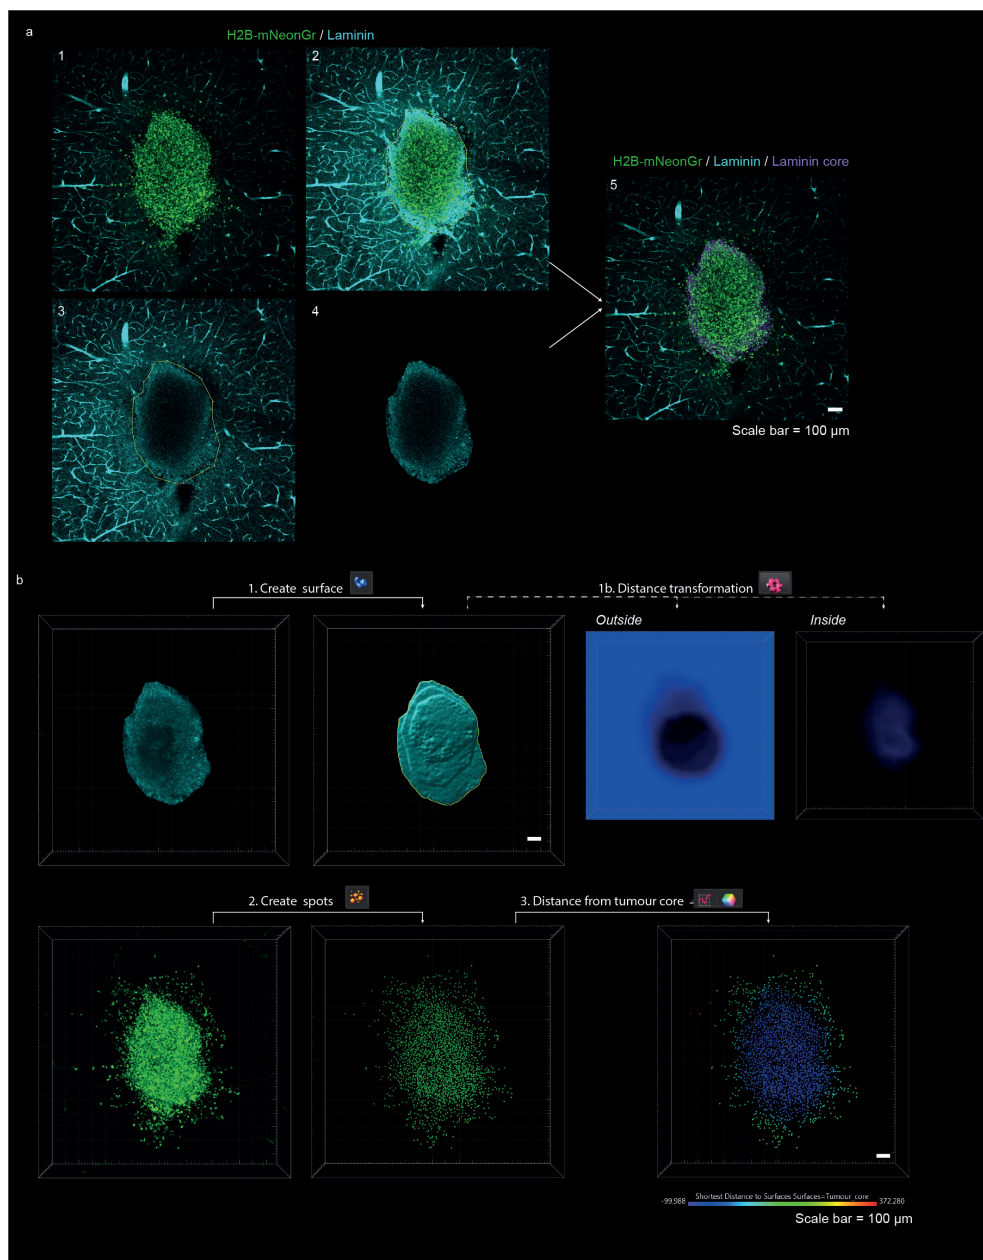 a
H2B-mNeonGr / Laminin
1
2
H2B-mNeonGr / Laminin / Laminin core
5
3
4
Scale bar = 100 µm
b
1. Create surface
1b. Distance transformation
Outside
Inside
2. Create spots
3. Distance from tumour core
-99.988
Shortest Distance to Surfaces Surfaces=Tumour_core
372.280
Scale bar = 100 µm